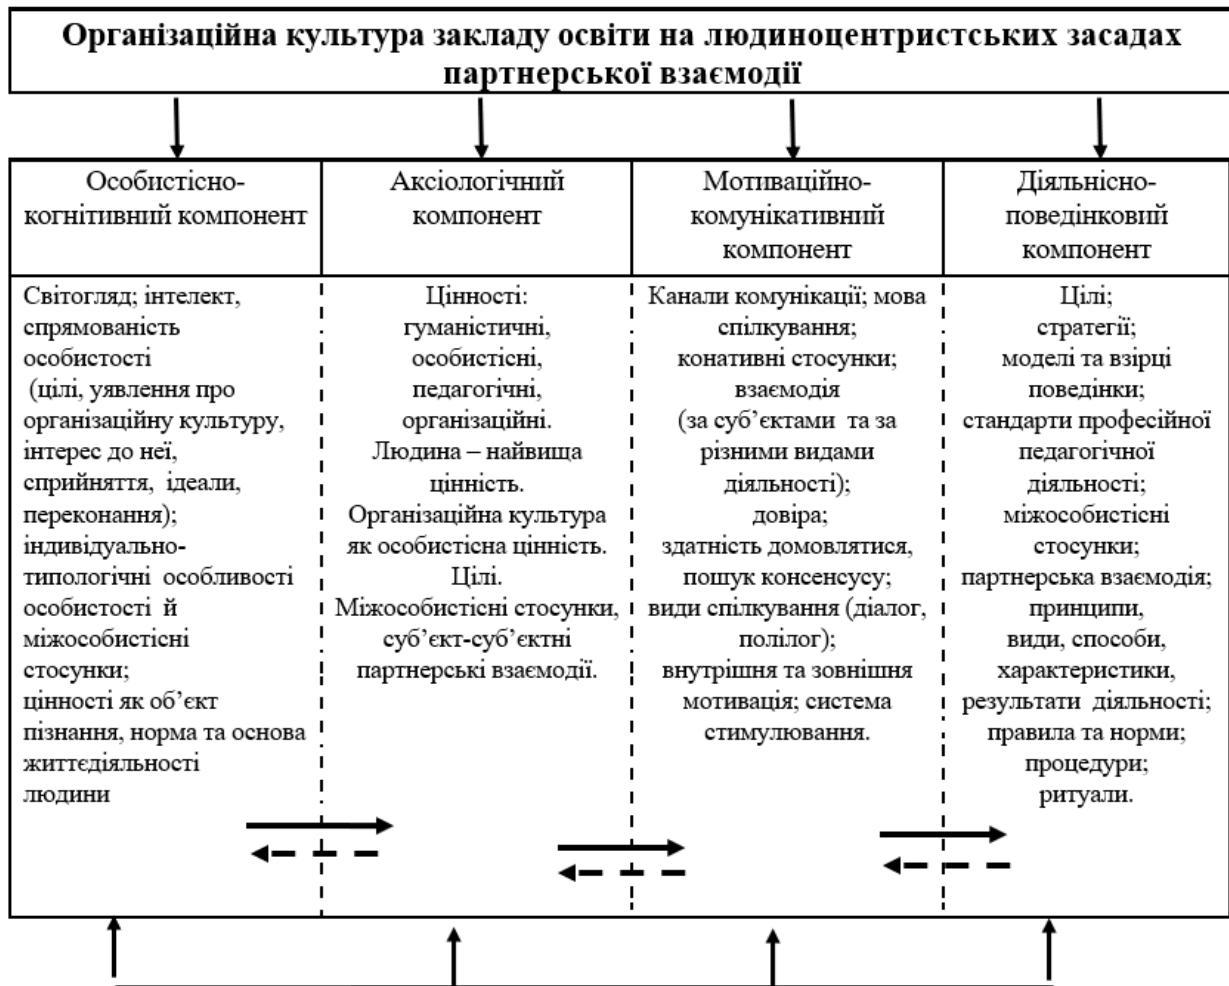 Організаційна культура закладу освіти на людиноцентристських засадах
партнерської взаємодії
Особистісно-
когнітивний компонент
Аксіологічний
компонент
Мотиваційно-
комунікативний
компонент
Діяльнісно-
поведінковий
компонент
Світогляд; інтелект,
спрямованість
особистості
(цілі, уявлення про
організаційну культуру,
інтерес до неї,
сприйняття, ідеали,
переконання);
індивідуально-
типологічні особливості
особистості й
міжособистісні
стосунки;
цінності як об’єкт
пізнання, норма та основа
життєдіяльності
людини
Цінності:
гуманістичні,
особистісні,
педагогічні,
організаційні.
Людина – найвища
цінність.
Організаційна культура
як особистісна цінність.
Цілі.
Міжособистісні стосунки,
суб’єкт-суб’єктні
партнерські взаємодії.
Канали комунікації; мова
спілкування;
конативні стосунки;
взаємодія
(за суб’єктами та за
різними видами
діяльності);
довіра;
здатність домовлятися,
пошук консенсусу;
види спілкування (діалог,
полілог);
внутрішня та зовнішня
мотивація; система
стимулювання.
Цілі;
стратегії;
моделі та взірці
поведінки;
стандарти професійної
педагогічної
діяльності;
міжособистісні
стосунки;
партнерська взаємодія;
принципи,
види, способи,
характеристики,
результати діяльності;
правила та норми;
процедури;
ритуали.